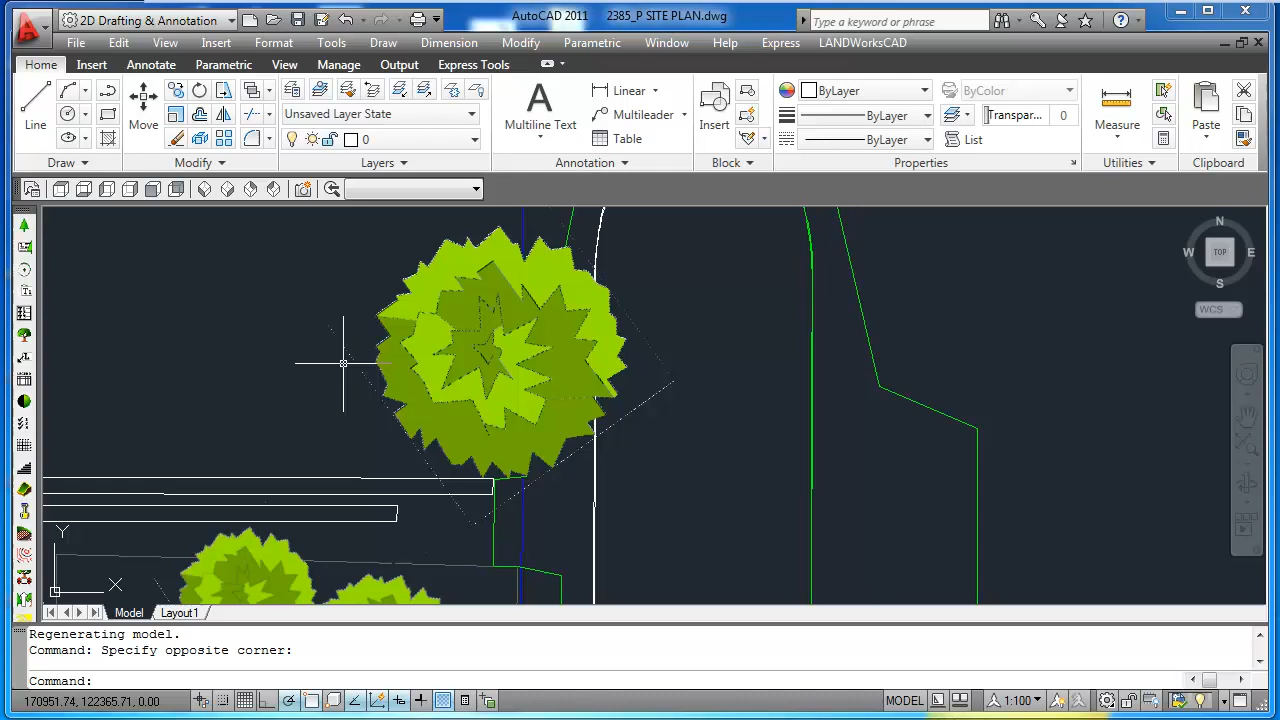 2D Drafting & Annotation
AutoCAD 2011 2385_P SITE PLAN.dwg
Type a keyword or phrase
File Edit View Insert Format Tools Draw Dimension Modify Parametric Window Help Express LANDWorksCAD
Home Insert Annotate Parametric View Manage Output Express Tools
Line
Move
Unsaved Layer State
0
A
Multiline Text
Linear
Multileader
Table
Insert
ByLayer
ByLayer
ByLayer
ByColor
Transpar... 0
List
Measure
Paste
Draw Modify Layers Annotation Block Properties Utilities Clipboard
N
W TOP E
S
WCS
Y
X
Model Layout1
Regenerating model.
Command: Specify opposite corner:
Command:
170951.74, 122365.71, 0.00
MODEL
1:100